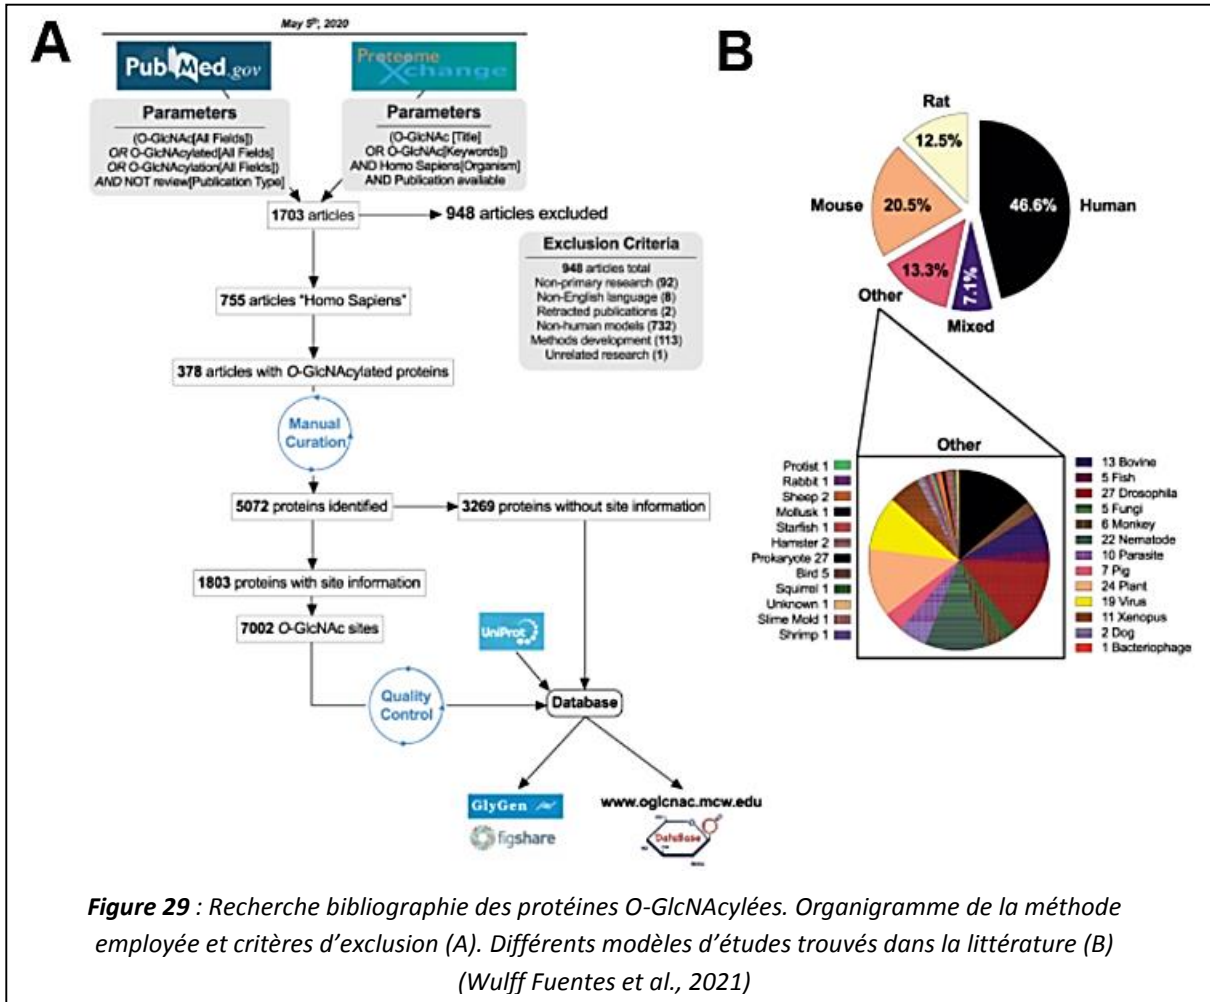 A
May 5th, 2020
PubMed.gov
Proteome
Xchange
Parameters
(O-GlcNAc[All Fields])
OR O-GlcNAcylated[All Fields]
OR O-GlcNAcylation[All Fields])
AND NOT review[Publication Type]
Parameters
(O-GlcNAc [Title]
OR O-GlcNAc[Keywords])
AND Homo Sapiens[Organism]
AND Publication available
1703 articles
948 articles excluded
Exclusion Criteria
948 articles total
Non-primary research (92)
Non-English language (8)
Retracted publications (2)
Non-human models (732)
Methods development (113)
Unrelated research (1)
755 articles "Homo Sapiens"
378 articles with O-GlcNAcylated proteins
Manual
Curation
5072 proteins identified
3269 proteins without site information
1803 proteins with site information
7002 O-GlcNAc sites
UniProt
Quality
Control
Database
GlyGen
figshare
www.oglcnac.mcw.edu
DataBase
B
Rat
12.5%
Mouse
20.5%
46.6%
Human
13.3%
Other
7.1%
Mixed
Other
Protist 1
Rabbit 1
Sheep 2
Mollusk 1
Starfish 1
Hamster 2
Prokaryote 27
Bird 5
Squirrel 1
Unknown 1
Slime Mold 1
Shrimp 1
13 Bovine
5 Fish
27 Drosophila
5 Fungi
6 Monkey
22 Nematode
10 Parasite
7 Pig
24 Plant
19 Virus
11 Xenopus
2 Dog
1 Bacteriophage
Figure 29 : Recherche bibliographie des protéines O-GlcNAcylées. Organigramme de la méthode
employée et critères d'exclusion (A). Différents modèles d'études trouvés dans la littérature (B)
(Wulff Fuentes et al., 2021)